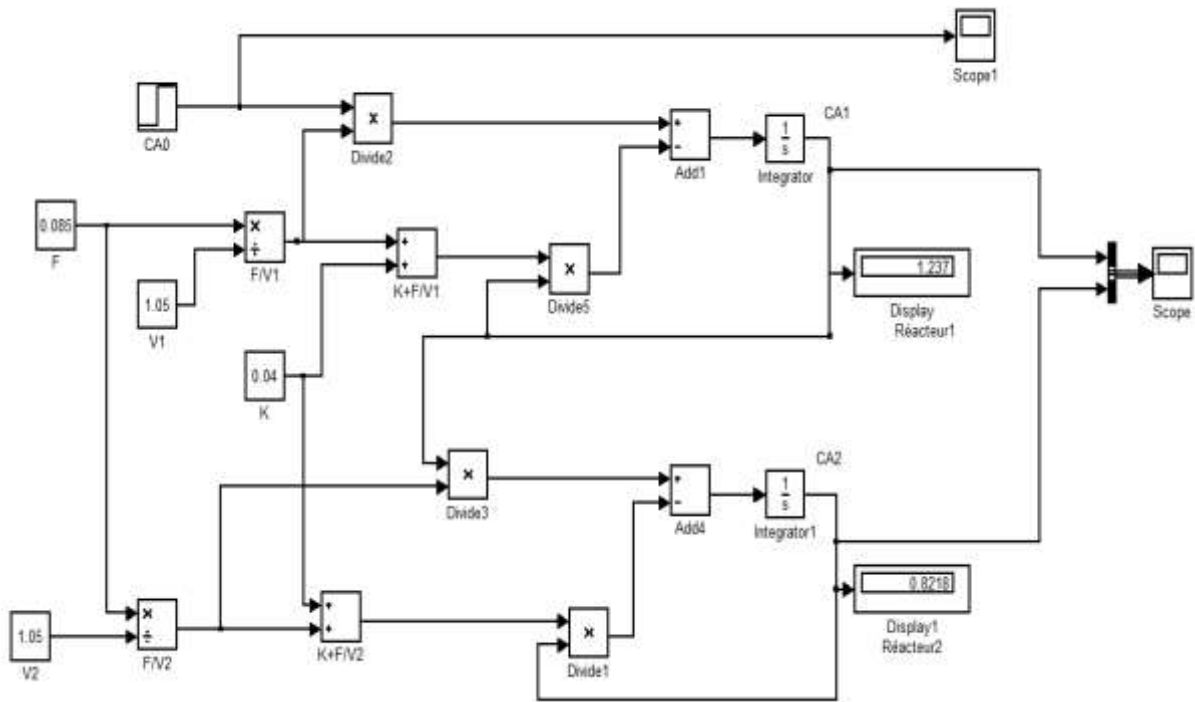 Scope1
CA0
×
Divide2
+
−
Add1
1
s
Integrator
CA1
0.085
F
×
÷
F/V1
1.05
V1
+
+
K+F/V1
×
Divide5
1.237
Display
Réacteur1
Scope
0.04
K
×
Divide3
+
−
Add4
1
s
Integrator1
CA2
1.05
V2
×
÷
F/V2
+
+
K+F/V2
×
Divide1
0.8218
Display1
Réacteur2